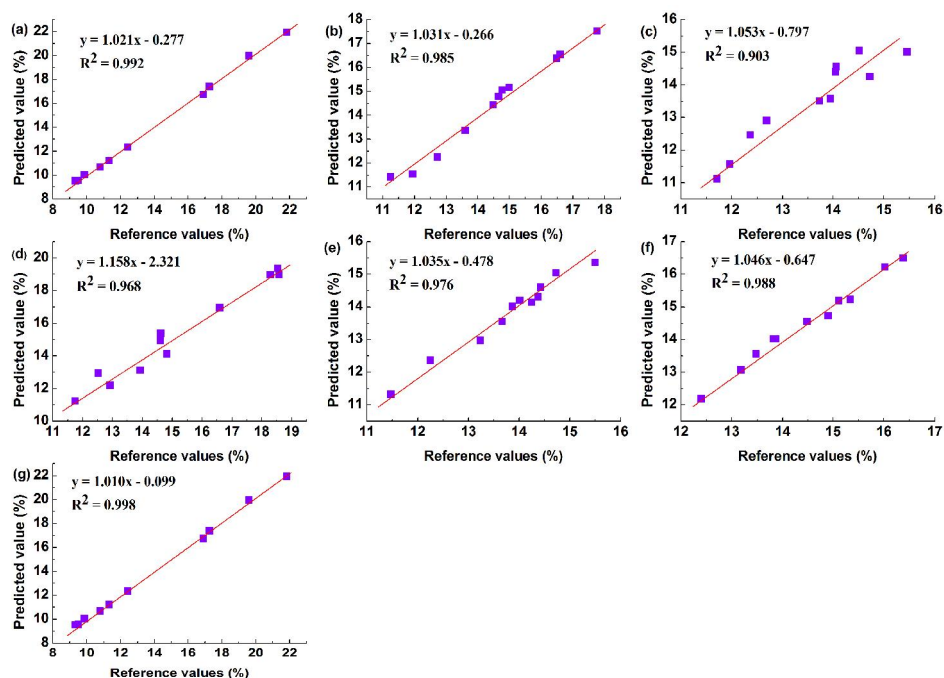 (a)
y = 1.021x - 0.277
R² = 0.992
Predicted value (%)
22
20
18
16
14
12
10
8
8 10 12 14 16 18 20 22
Reference values (%)
(b)
y = 1.031x - 0.266
R² = 0.985
Predicted value (%)
18
17
16
15
14
13
12
11
11 12 13 14 15 16 17 18
Reference values (%)
(c)
y = 1.053x - 0.797
R² = 0.903
Predicted value (%)
16
15
14
13
12
11
11 12 13 14 15 16
Reference values (%)
(d)
y = 1.158x - 2.321
R² = 0.968
Predicted value (%)
20
18
16
14
12
10
11 12 13 14 15 16 17 18 19
Reference values (%)
(e)
y = 1.035x - 0.478
R² = 0.976
Predicted value (%)
16
15
14
13
12
11
11 12 13 14 15 16
Reference values (%)
(f)
y = 1.046x - 0.647
R² = 0.988
Predicted value (%)
17
16
15
14
13
12
12 13 14 15 16 17
Reference values (%)
(g)
y = 1.010x - 0.099
R² = 0.998
Predicted value (%)
22
20
18
16
14
12
10
8
8 10 12 14 16 18 20 22
Reference values (%)